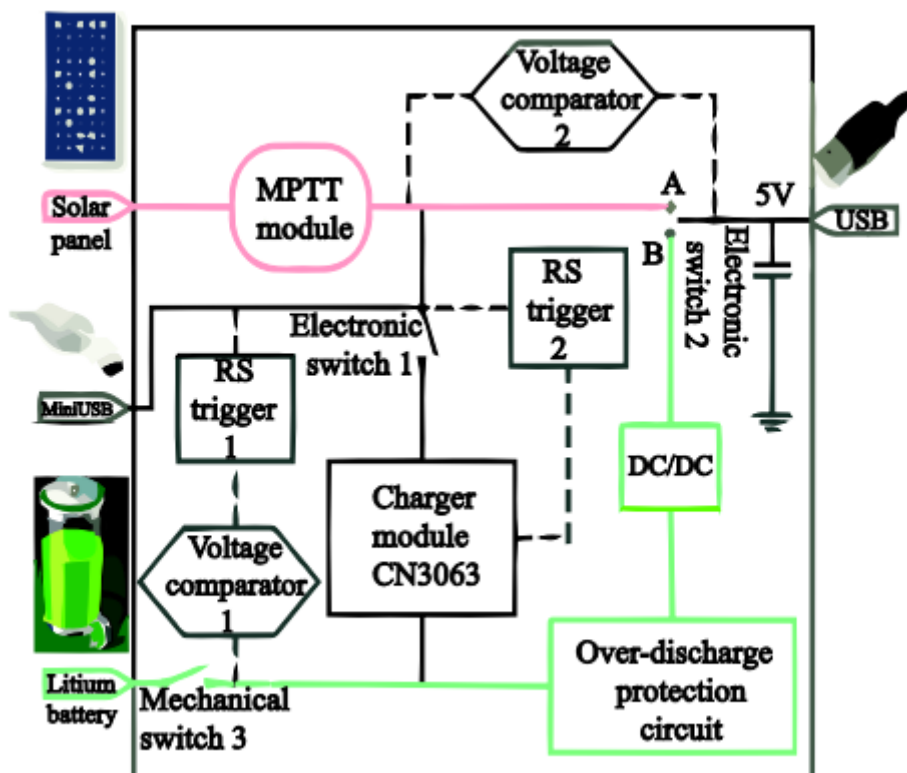 Voltage
comparator
2
Solar
panel
MPTT
module
A
5V
USB
B
Electronic
switch 2
RS
trigger
2
Electronic
switch 1
MiniUSB
RS
trigger
1
DC/DC
Charger
module
CN3063
Voltage
comparator
1
Over-discharge
protection
circuit
Litium
battery
Mechanical
switch 3